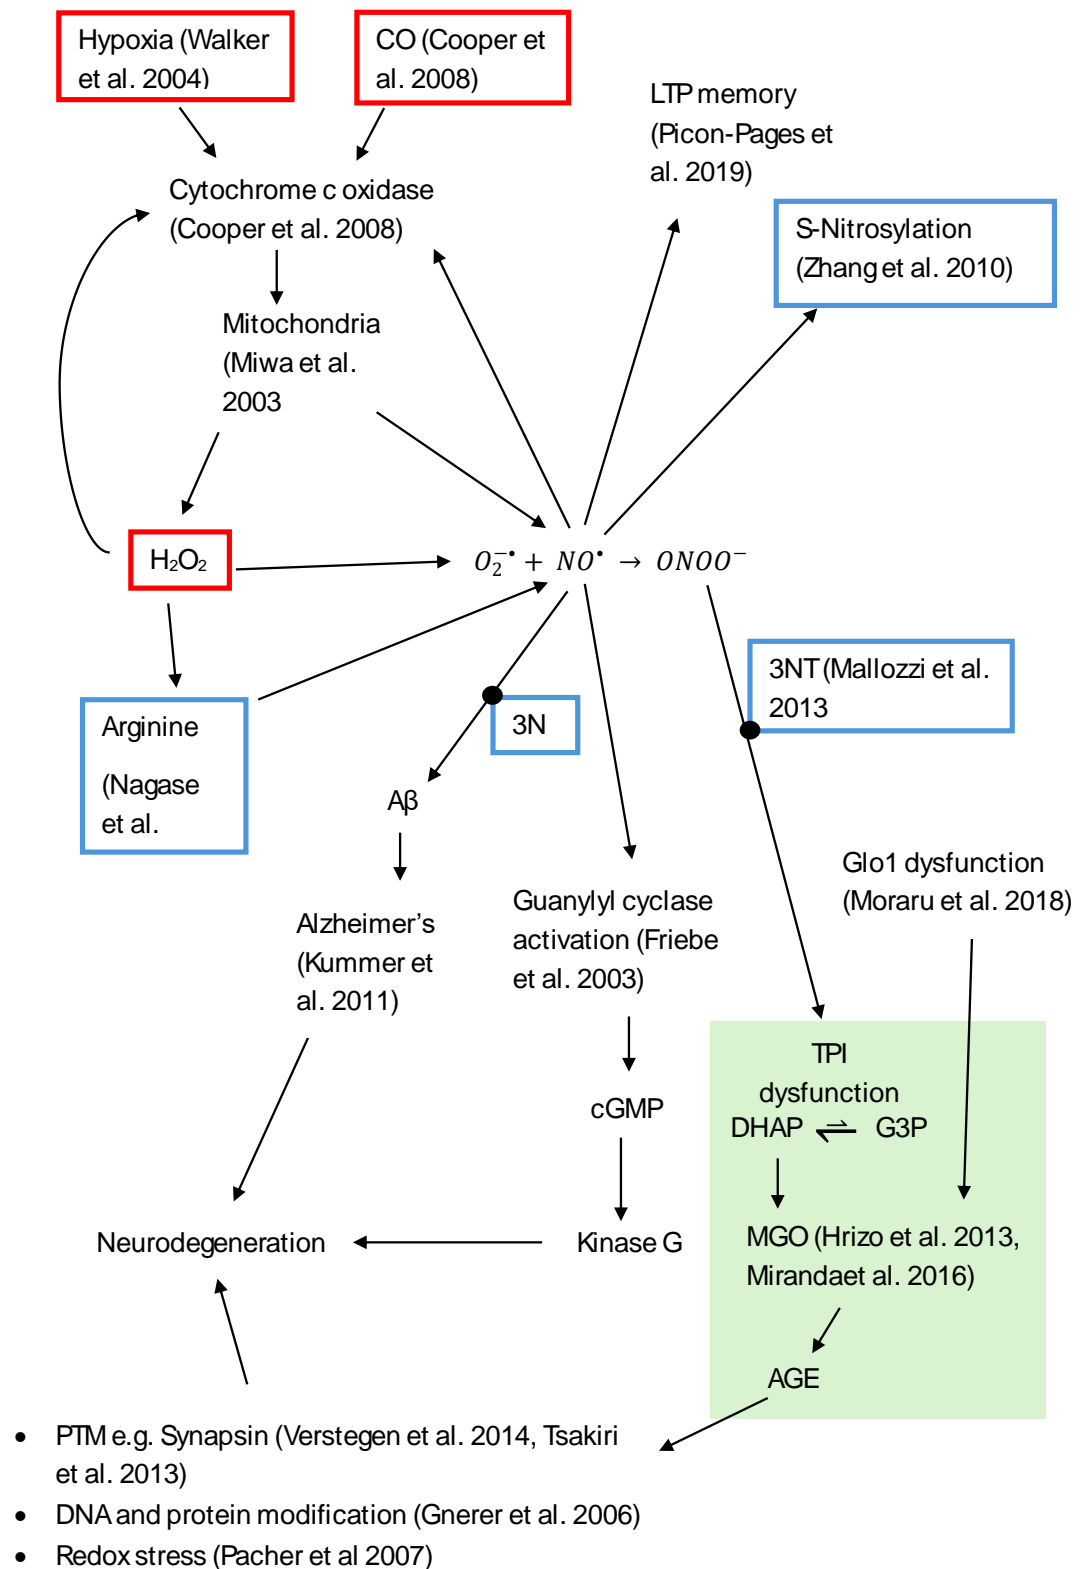 Hypoxia (Walker
et al. 2004)
CO (Cooper et
al. 2008)
LTP memory
(Picon-Pages et
al. 2019)
Cytochrome c oxidase
(Cooper et al. 2008)
S-Nitrosylation
(Zhang et al. 2010)
Mitochondria
(Miwa et al.
2003
H₂O₂
O₂⁻• + NO• → ONOO⁻
3NT (Mallozzi et al.
2013
3N
Arginine
(Nagase
et al.
Aβ
Glo1 dysfunction
(Moraru et al. 2018)
Guanylyl cyclase
activation (Friebe
et al. 2003)
Alzheimer's
(Kummer et
al. 2011)
TPI
dysfunction
DHAP ⇌ G3P
cGMP
Neurodegeneration
Kinase G
MGO (Hrizo et al. 2013,
Mirandaet al. 2016)
AGE
• PTM e.g. Synapsin (Verstegen et al. 2014, Tsakiri
et al. 2013)
• DNA and protein modification (Gnerer et al. 2006)
• Redox stress (Pacher et al 2007)